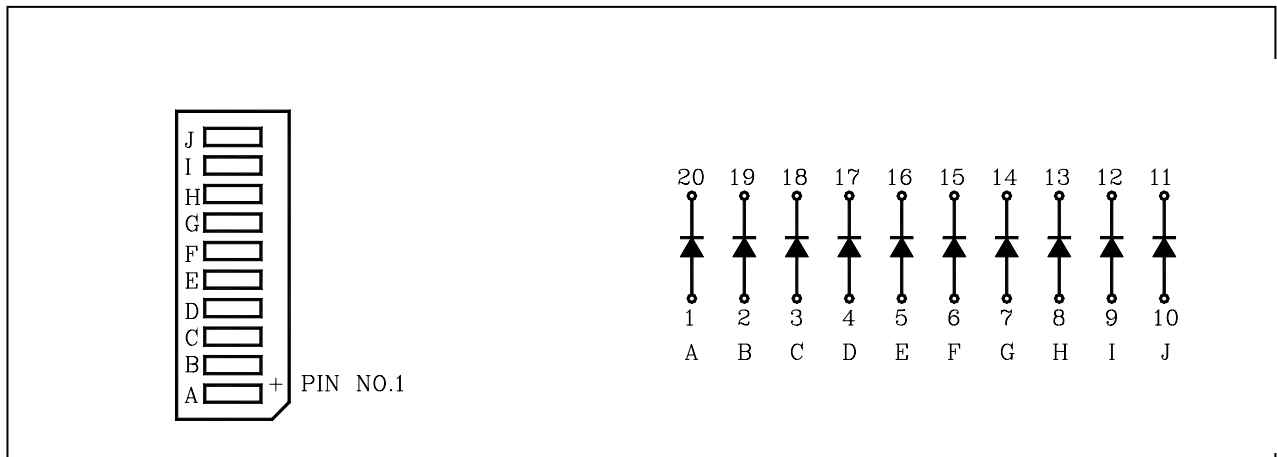 J
I
H
G
F
E
D
C
B
A
+ PIN NO.1
20 19 18 17 16 15 14 13 12 11
1 2 3 4 5 6 7 8 9 10
A B C D E F G H I J